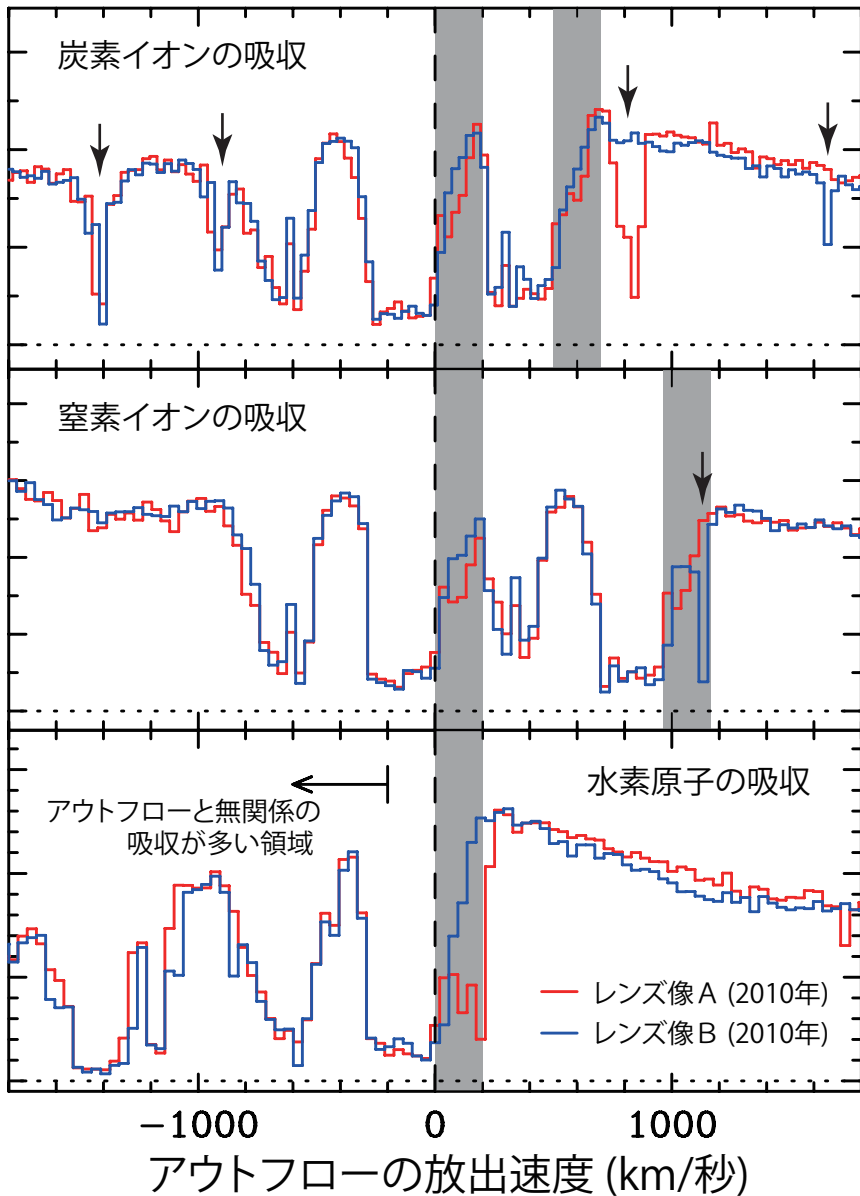 炭素イオンの吸収
窒素イオンの吸収
水素原子の吸収
アウトフローと無関係の
吸収が多い領域
レンズ像A (2010年)
レンズ像B (2010年)
−1000 0 1000
アウトフローの放出速度 (km/秒)